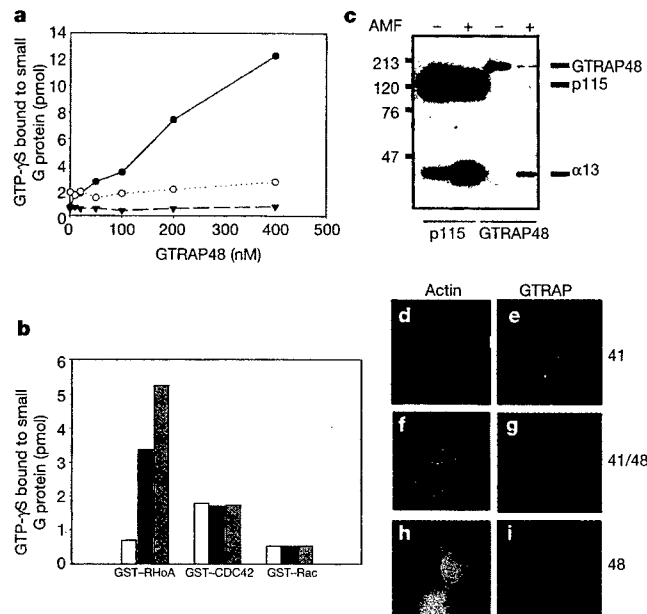 a
14
12
10
8
6
4
2
0
GTP-γS bound to small
G protein (pmol)
0 100 200 300 400 500
GTRAP48 (nM)
b
6
5
4
3
2
1
0
GTP-γS bound to small
G protein (pmol)
GST–RHoA GST–CDC42 GST–Rac
c
AMF – + – +
213
120
76
47
GTRAP48
p115
α13
p115 GTRAP48
Actin GTRAP
d e 41
f g 41/48
h i 48